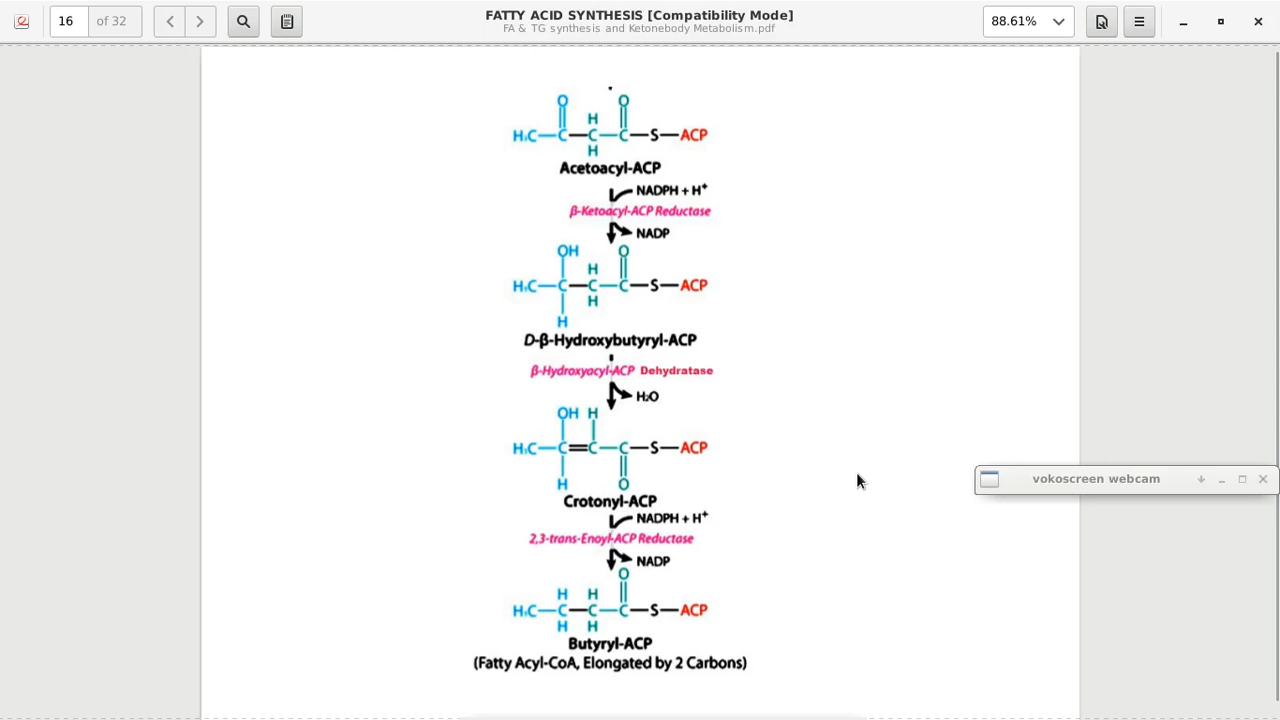 16 of 32
FATTY ACID SYNTHESIS [Compatibility Mode]
FA & TG synthesis and Ketonebody Metabolism.pdf
88.61%
O O
H
H₃C—C—C—C—S—ACP
H
Acetoacyl-ACP
NADPH + H⁺
β-Ketoacyl-ACP Reductase
NADP
OH O
H
H₃C—C—C—C—S—ACP
H
H
D-β-Hydroxybutyryl-ACP
β-Hydroxyacyl-ACP Dehydratase
H₂O
OH H
H₃C—C=C—C—S—ACP
H O
Crotonyl-ACP
NADPH + H⁺
2,3-trans-Enoyl-ACP Reductase
NADP
O
H H
H₃C—C—C—C—S—ACP
H H
Butyryl-ACP
(Fatty Acyl-CoA, Elongated by 2 Carbons)
vokoscreen webcam